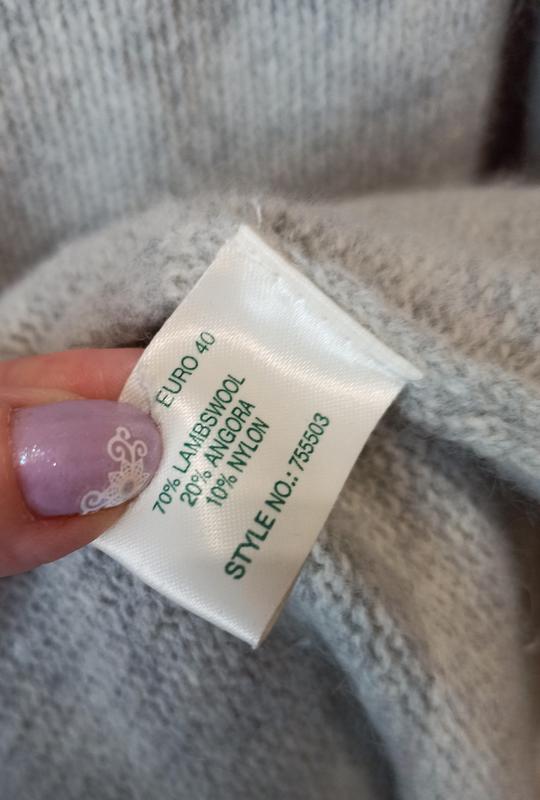 EURO 40
70% LAMBSWOOL
20% ANGORA
10% NYLON
STYLE NO.: 755503